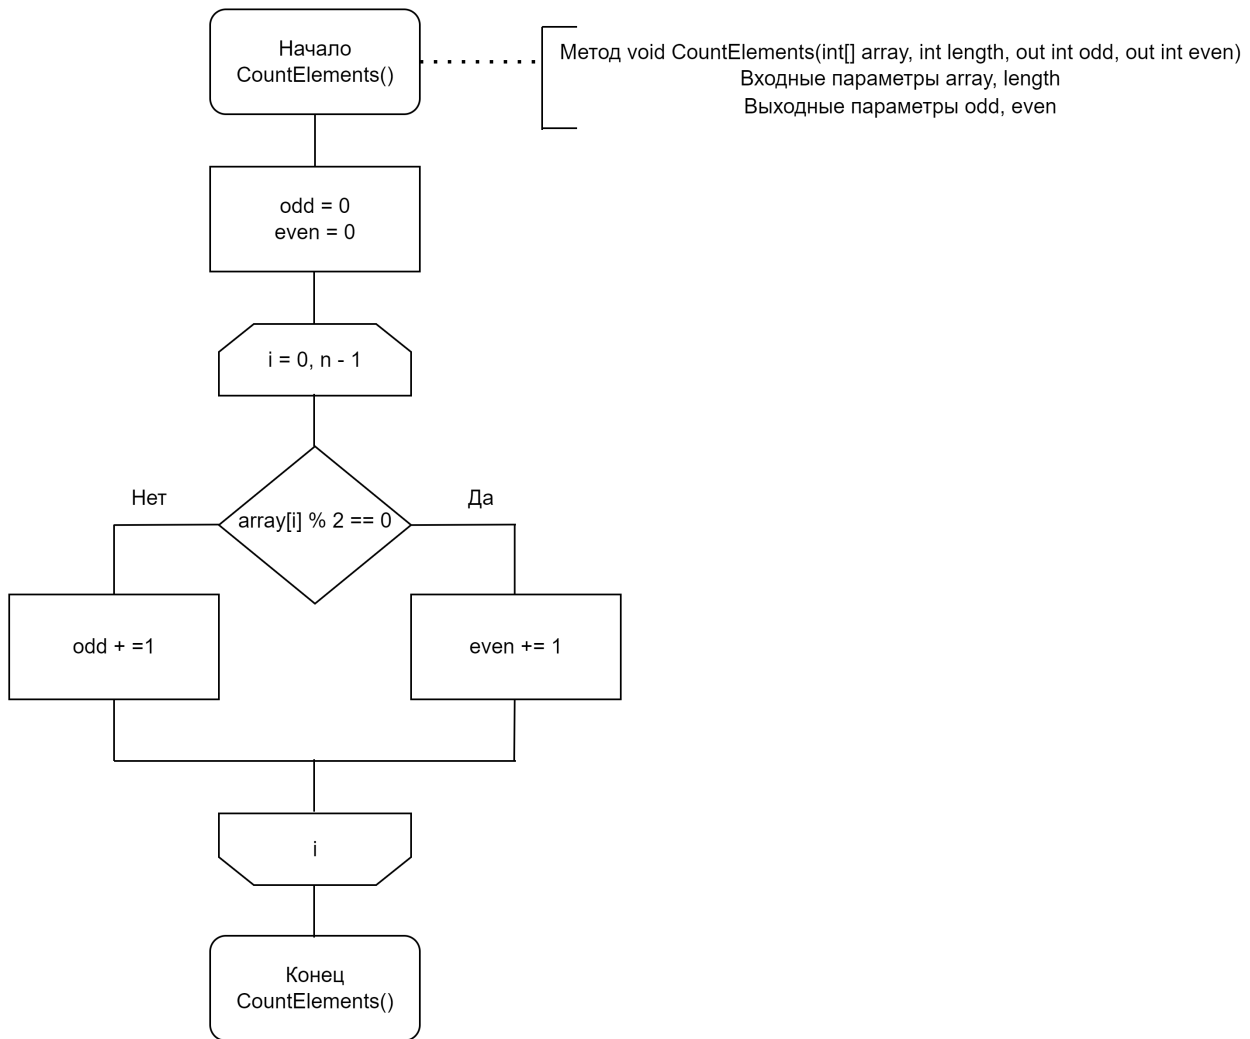 Начало
CountElements()
Метод void CountElements(int[] array, int length, out int odd, out int even)
Входные параметры array, length
Выходные параметры odd, even
odd = 0
even = 0
i = 0, n - 1
Нет
Да
array[i] % 2 == 0
odd + =1
even += 1
i
Конец
CountElements()